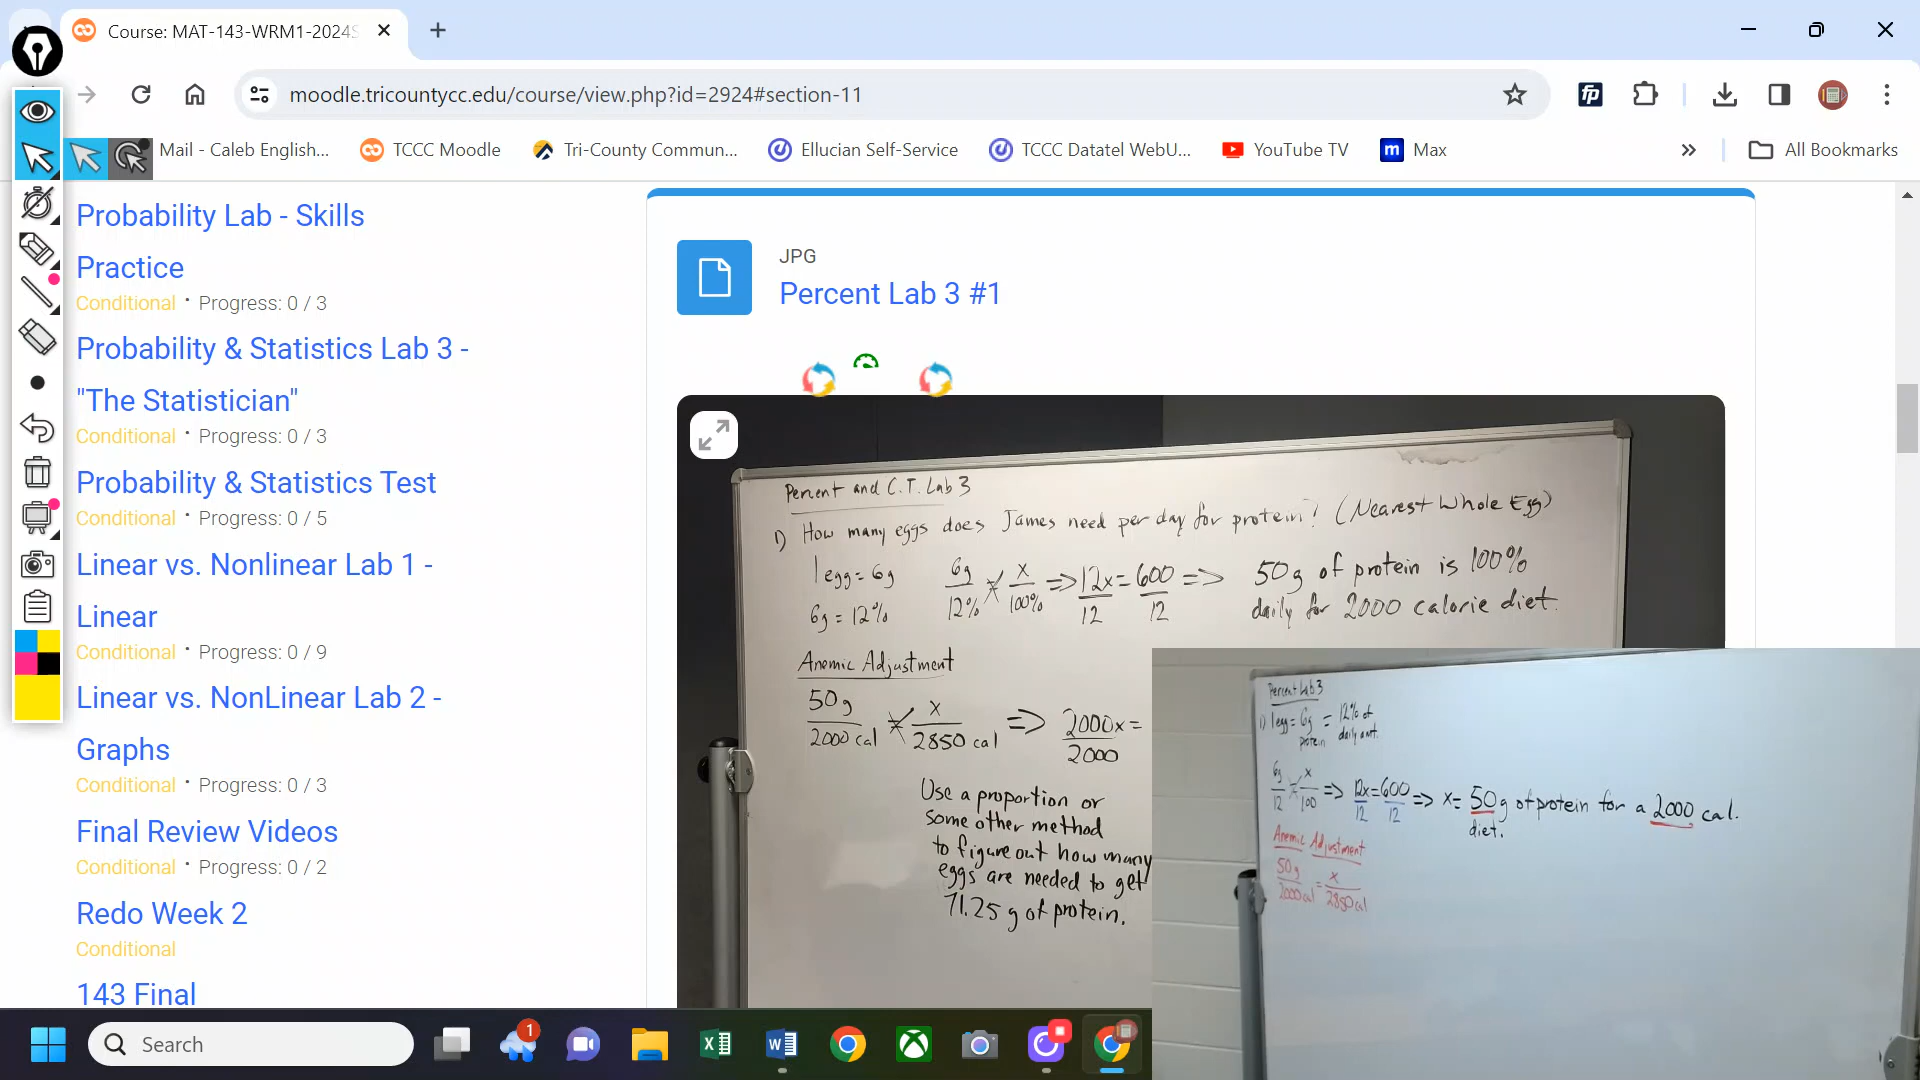 Course: MAT-143-WRM1-2024S
moodle.tricountycc.edu/course/view.php?id=2924#section-11
Mail - Caleb English...
TCCC Moodle
Tri-County Commun...
Ellucian Self-Service
TCCC Datatel WebU...
YouTube TV
m Max
»
All Bookmarks
Probability Lab - Skills
Practice
Conditional · Progress: 0 / 3
Probability & Statistics Lab 3 -
"The Statistician"
Conditional · Progress: 0 / 3
Probability & Statistics Test
Conditional · Progress: 0 / 5
Linear vs. Nonlinear Lab 1 -
Linear
Conditional · Progress: 0 / 9
Linear vs. NonLinear Lab 2 -
Graphs
Conditional · Progress: 0 / 3
Final Review Videos
Conditional · Progress: 0 / 2
Redo Week 2
Conditional
143 Final
JPG
Percent Lab 3 #1
Percent and C.T. Lab 3
1) How many eggs does James need per day for protein? (Nearest Whole Egg)
1 egg = 6g
6g = 12%
6g/12% = x/100% => 12x/12 = 600/12 =>
50g of protein is 100%
daily for 2000 calorie diet.
Anemic Adjustment
50g/2000 cal = x/2850 cal => 2000x/2000 =
Use a proportion or
some other method
to figure out how many
eggs are needed to get
71.25 g of protein.
Percent Lab 3
1) 1 egg = 6g = 12% of
protein daily amt.
6g/12 = x/100 => 12x/12 = 600/12 => x = 50g of protein for a 2000 cal.
diet.
Anemic Adjustment
50g/2000 cal = x/2850 cal
Search
1